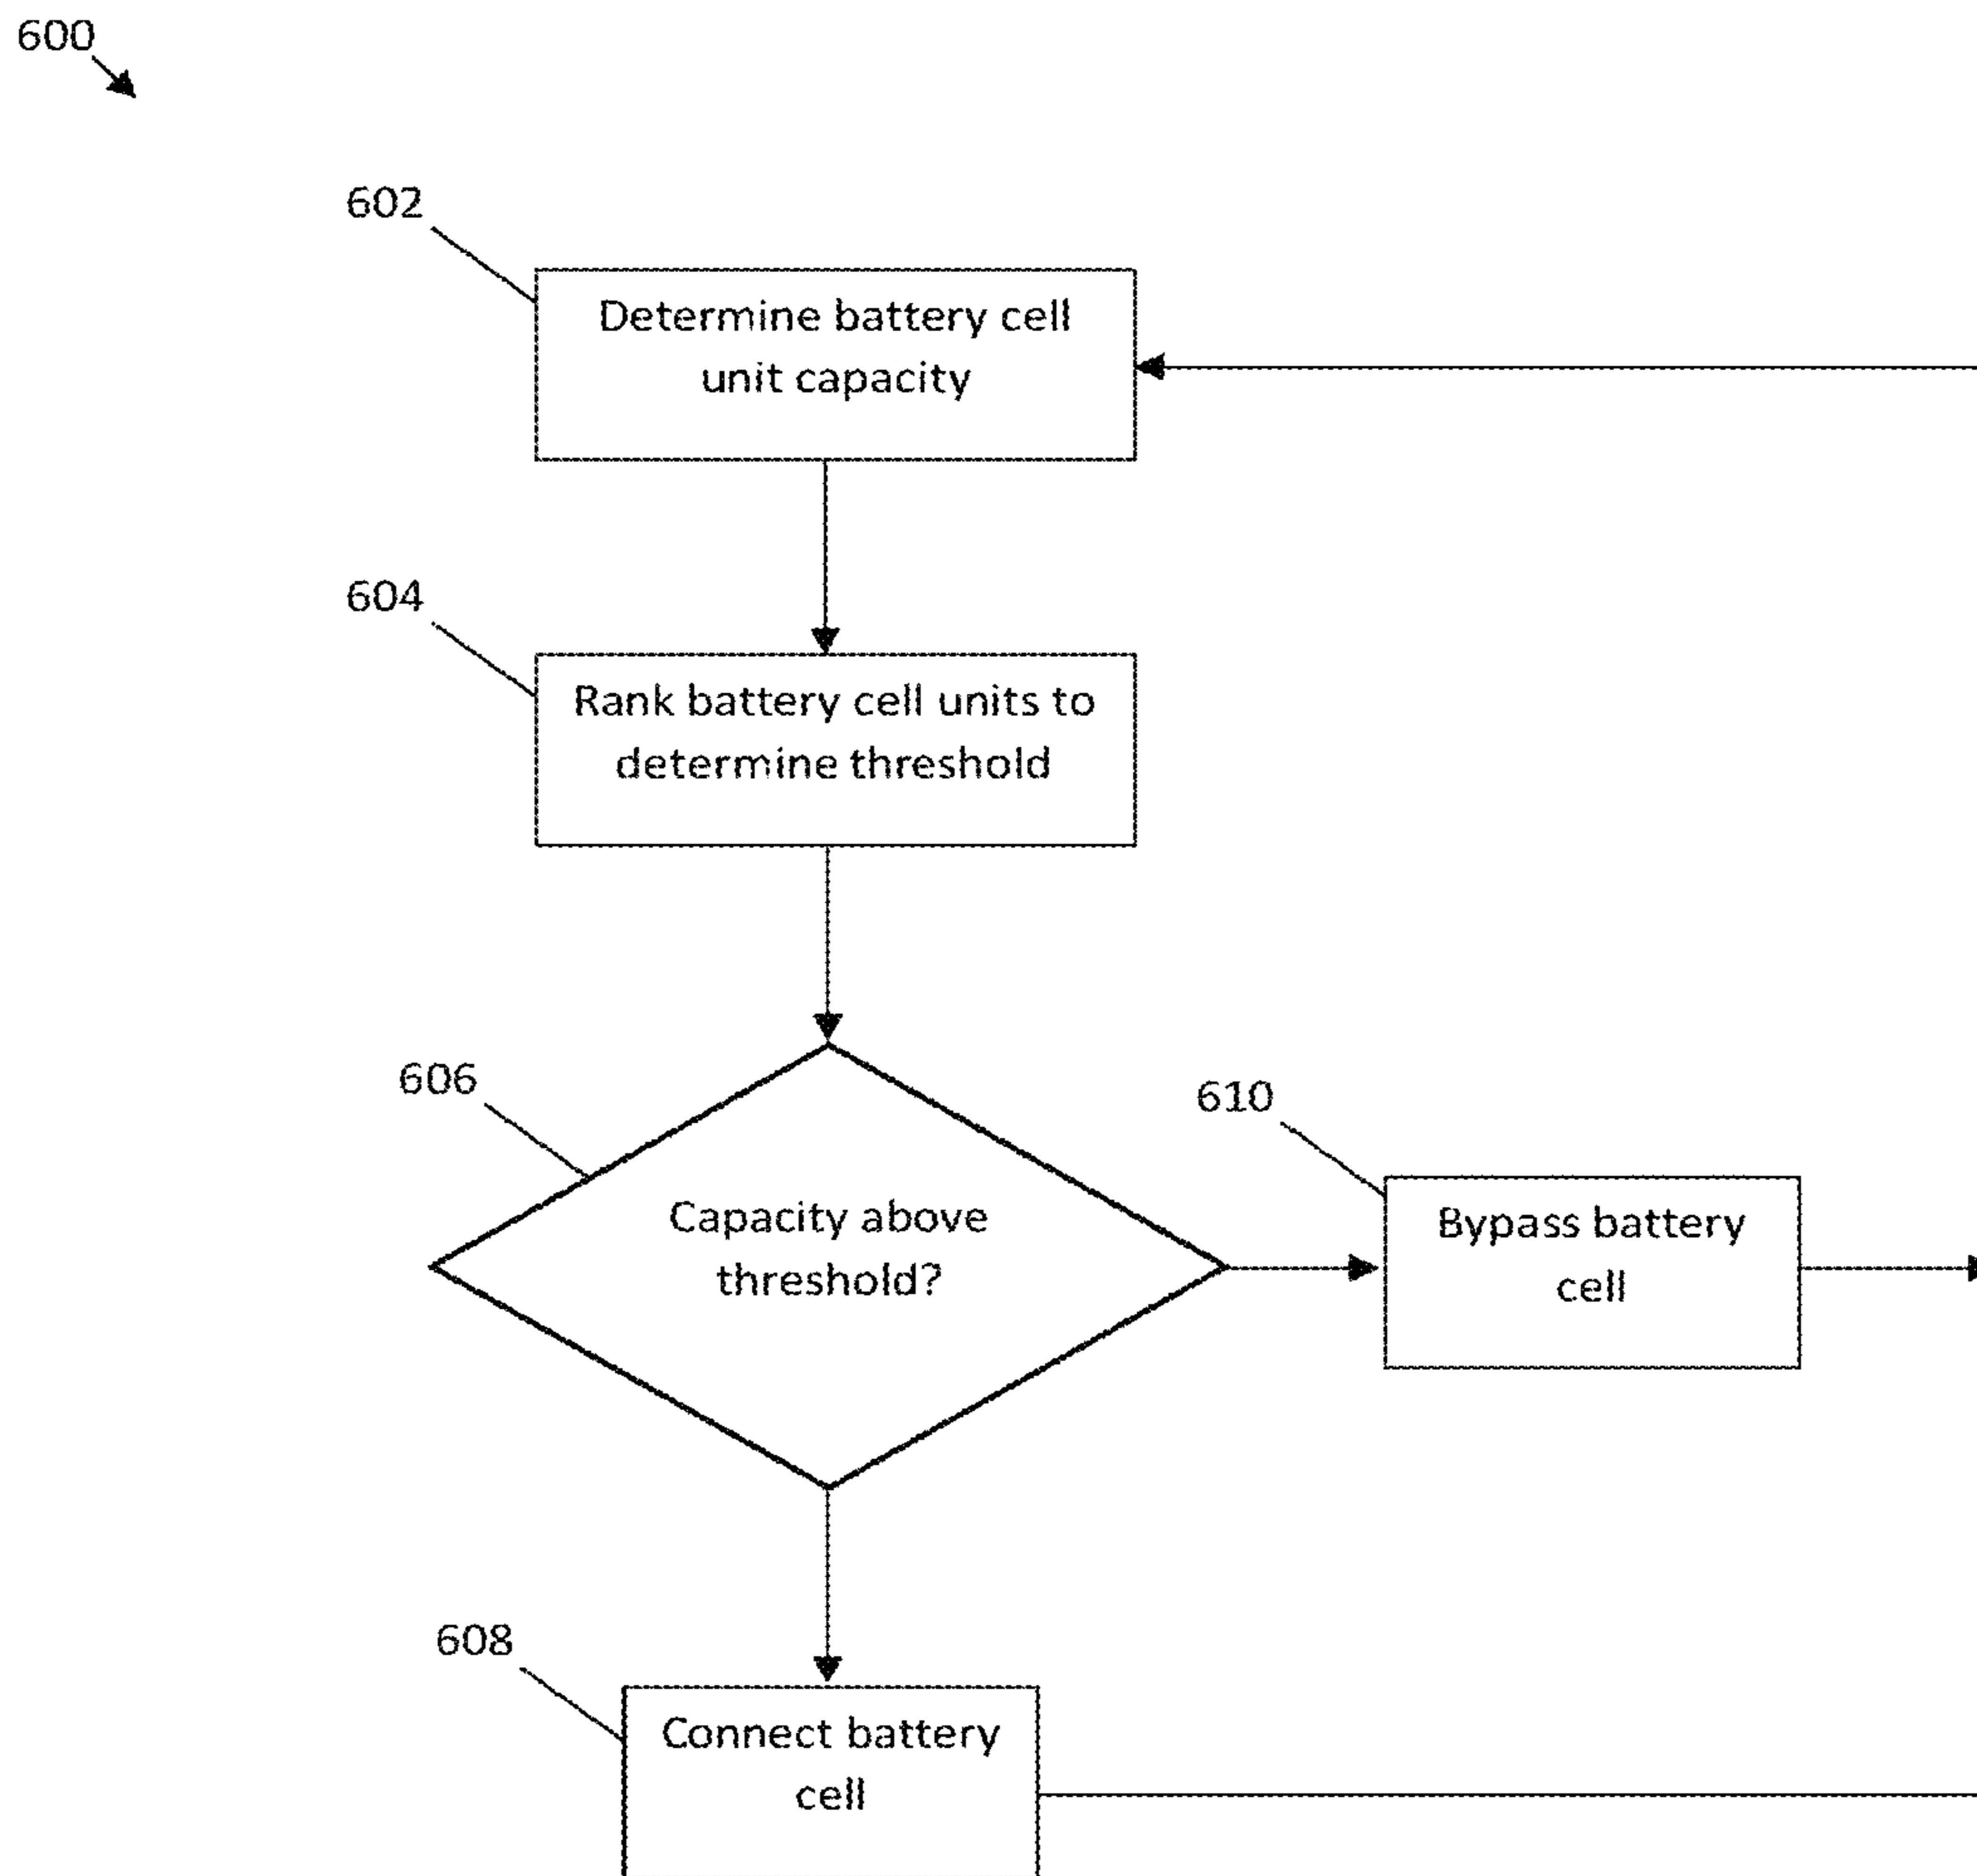 600
602
Determine battery cell
unit capacity
604
Rank battery cell units to
determine threshold
606
Capacity above
threshold?
610
Bypass battery
cell
608
Connect battery
cell